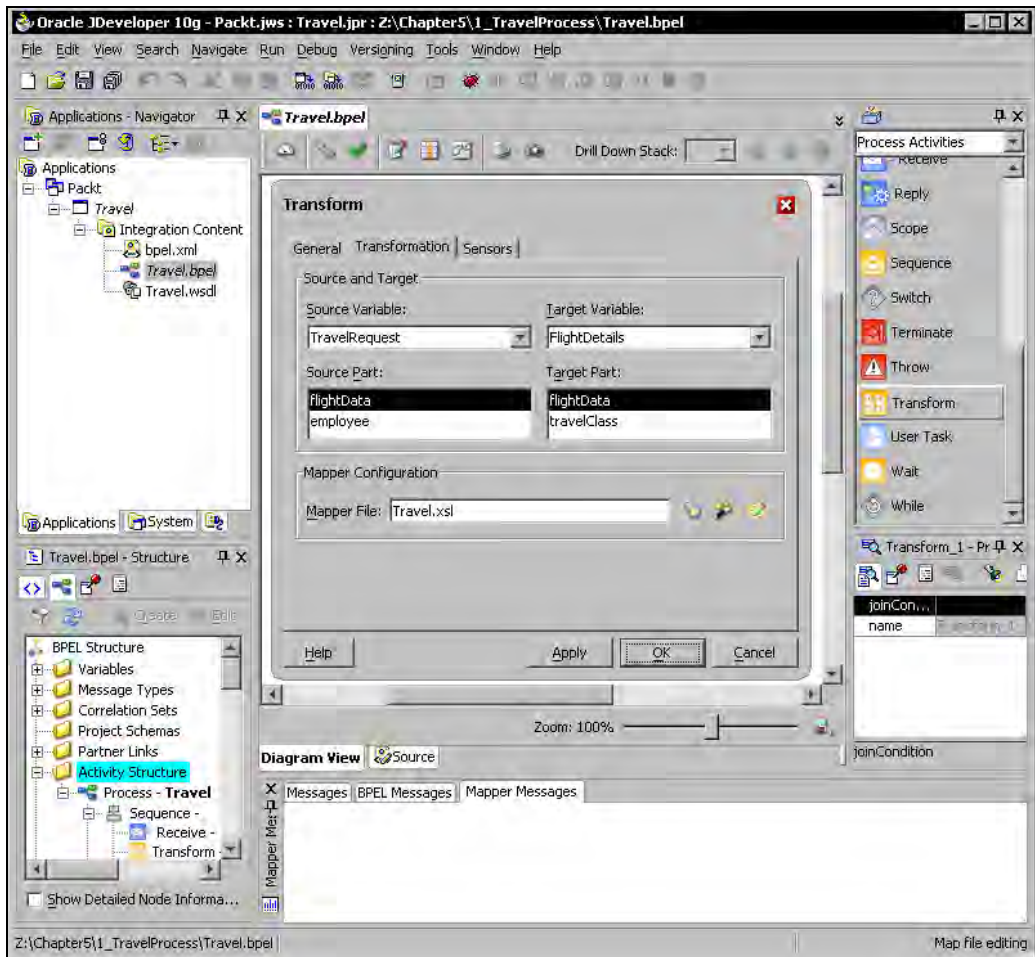 Oracle JDeveloper 10g - Packt.jws : Travel.jpr : Z:\Chapter5\1_TravelProcess\Travel.bpel
File Edit View Search Navigate Run Debug Versioning Tools Window Help
Applications - Navigator
Applications
Packt
Travel
Integration Content
bpel.xml
Travel.bpel
Travel.wsdl
Applications System
Travel.bpel
Drill Down Stack:
Transform
General Transformation Sensors
Source and Target
Source Variable: Target Variable:
TravelRequest FlightDetails
Source Part: Target Part:
flightData flightData
employee travelClass
Mapper Configuration
Mapper File: Travel.xsl
Help Apply OK Cancel
Zoom: 100%
Diagram View Source
Process Activities
Receive
Reply
Scope
Sequence
Switch
Terminate
Throw
Transform
User Task
Wait
While
Travel.bpel - Structure
Create Edit
BPEL Structure
Variables
Message Types
Correlation Sets
Project Schemas
Partner Links
Activity Structure
Process - Travel
Sequence -
Receive -
Transform -
Show Detailed Node Informa...
Transform_1 - Pr
joinCon...
name Transform_1
joinCondition
Messages BPEL Messages Mapper Messages
Mapper Me
Z:\Chapter5\1_TravelProcess\Travel.bpel
Map file editing